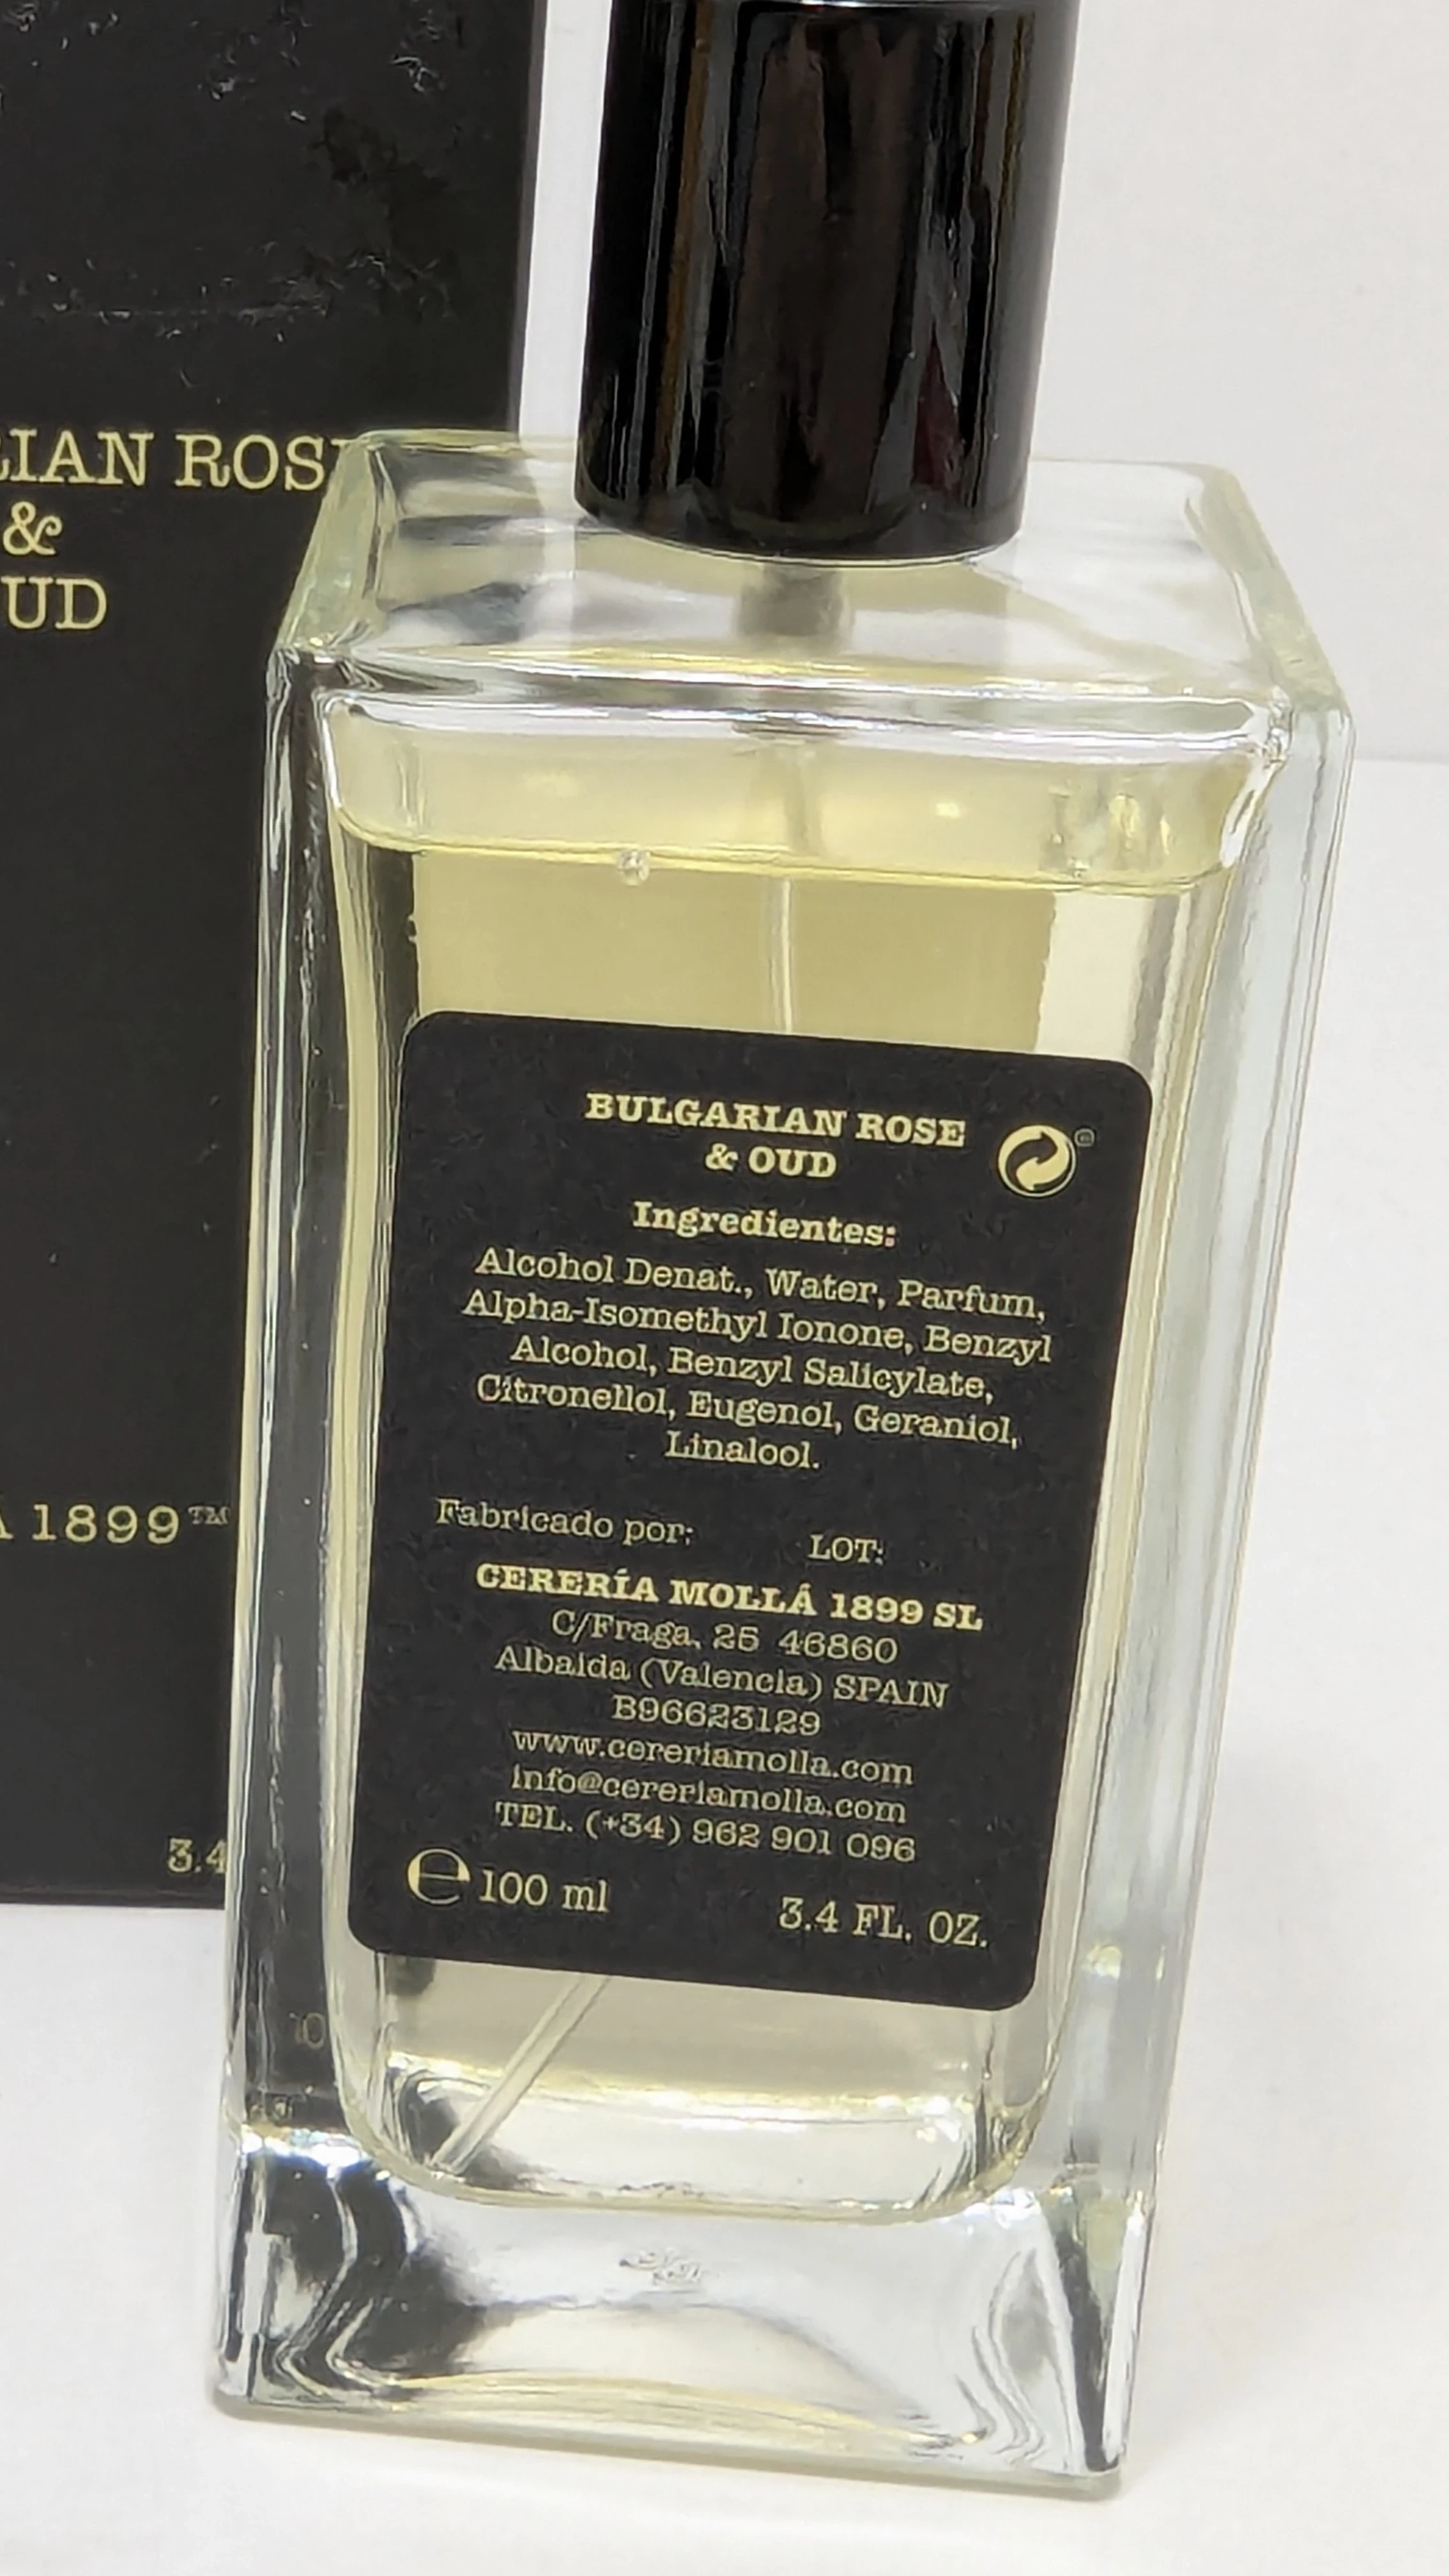 LIAN ROSE
&
UD
A 1899™
3.4
BULGARIAN ROSE
& OUD
Ingredientes:
Alcohol Denat., Water, Parfum,
Alpha-Isomethyl Ionone, Benzyl
Alcohol, Benzyl Salicylate,
Citronellol, Eugenol, Geraniol,
Linalool.
Fabricado por: LOT:
CERERÍA MOLLÁ 1899 SL
C/Fraga, 25 46860
Albaida (Valencia) SPAIN
B96623129
www.cereriamolla.com
info@cereriamolla.com
TEL. (+34) 962 901 096
℮ 100 ml 3.4 FL. OZ.